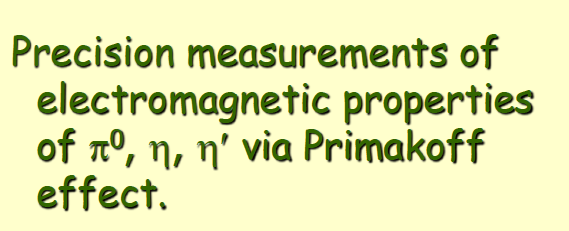 Precision measurements of
electromagnetic properties
of π⁰, η, η′ via Primakoff
effect.